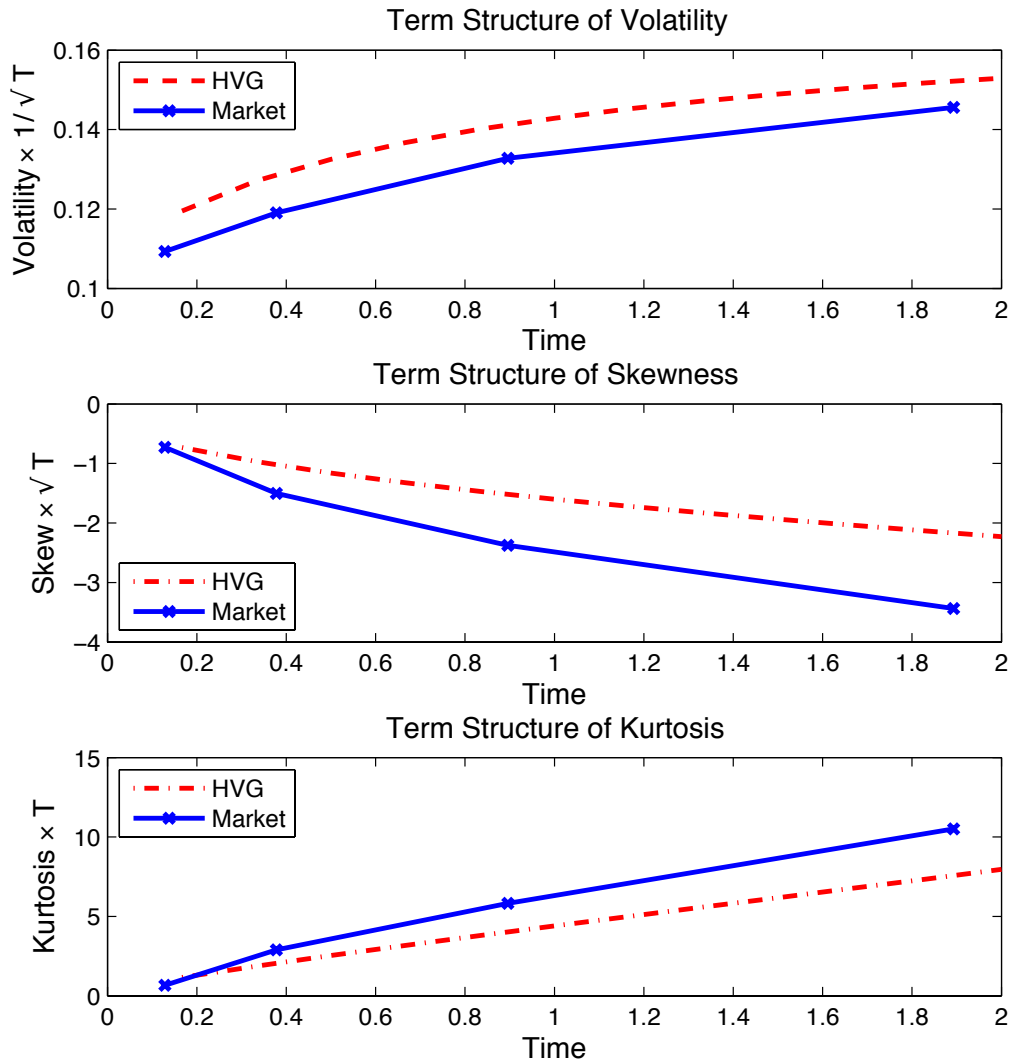 Term Structure of Volatility
Volatility × 1/√ T
0.16
0.14
0.12
0.1
HVG
Market
0 0.2 0.4 0.6 0.8 1 1.2 1.4 1.6 1.8 2
Time
Term Structure of Skewness
Skew × √ T
0
−1
−2
−3
−4
HVG
Market
0 0.2 0.4 0.6 0.8 1 1.2 1.4 1.6 1.8 2
Time
Term Structure of Kurtosis
Kurtosis × T
15
10
5
0
HVG
Market
0 0.2 0.4 0.6 0.8 1 1.2 1.4 1.6 1.8 2
Time